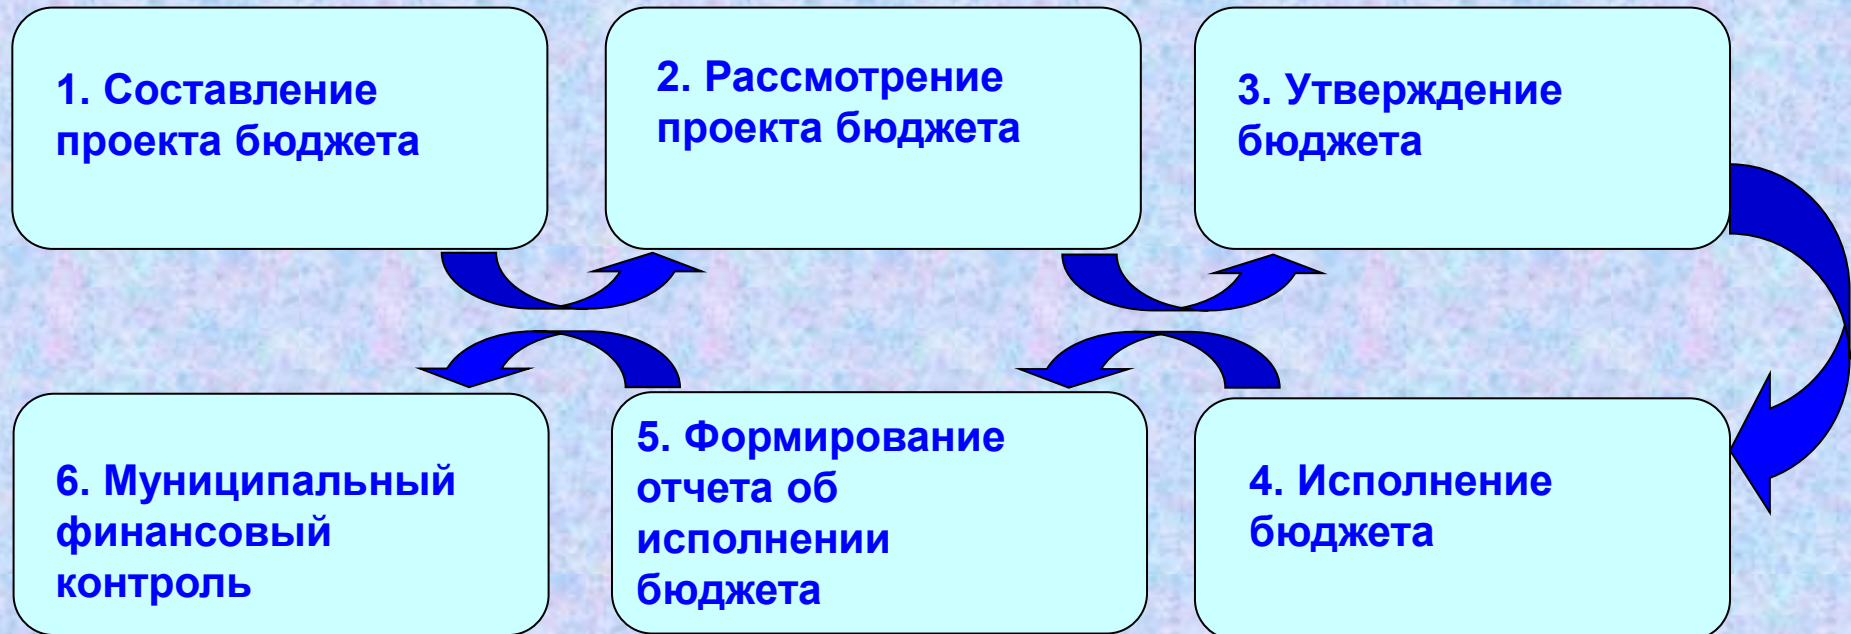 1. Составление
проекта бюджета
2. Рассмотрение
проекта бюджета
3. Утверждение
бюджета
6. Муниципальный
финансовый
контроль
5. Формирование
отчета об
исполнении
бюджета
4. Исполнение
бюджета